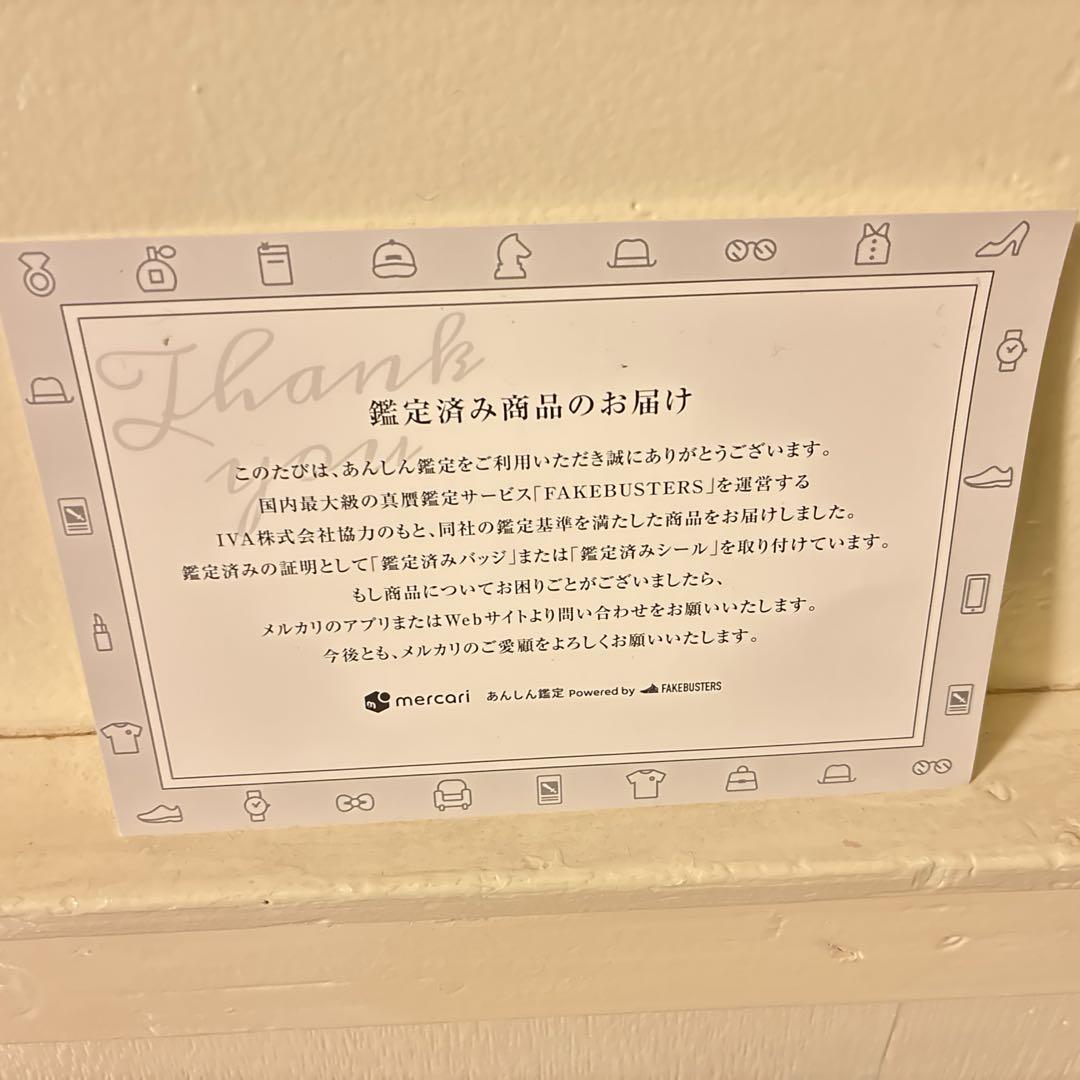 Thank
you
鑑定済み商品のお届け
このたびは、あんしん鑑定をご利用いただき誠にありがとうございます。
国内最大級の真贋鑑定サービス「FAKEBUSTERS」を運営する
IVA株式会社協力のもと、同社の鑑定基準を満たした商品をお届けしました。
鑑定済みの証明として「鑑定済みバッジ」または「鑑定済みシール」を取り付けています。
もし商品についてお困りごとがございましたら、
メルカリのアプリまたはWebサイトより問い合わせをお願いいたします。
今後とも、メルカリのご愛顧をよろしくお願いいたします。
m mercari あんしん鑑定 Powered by FAKEBUSTERS